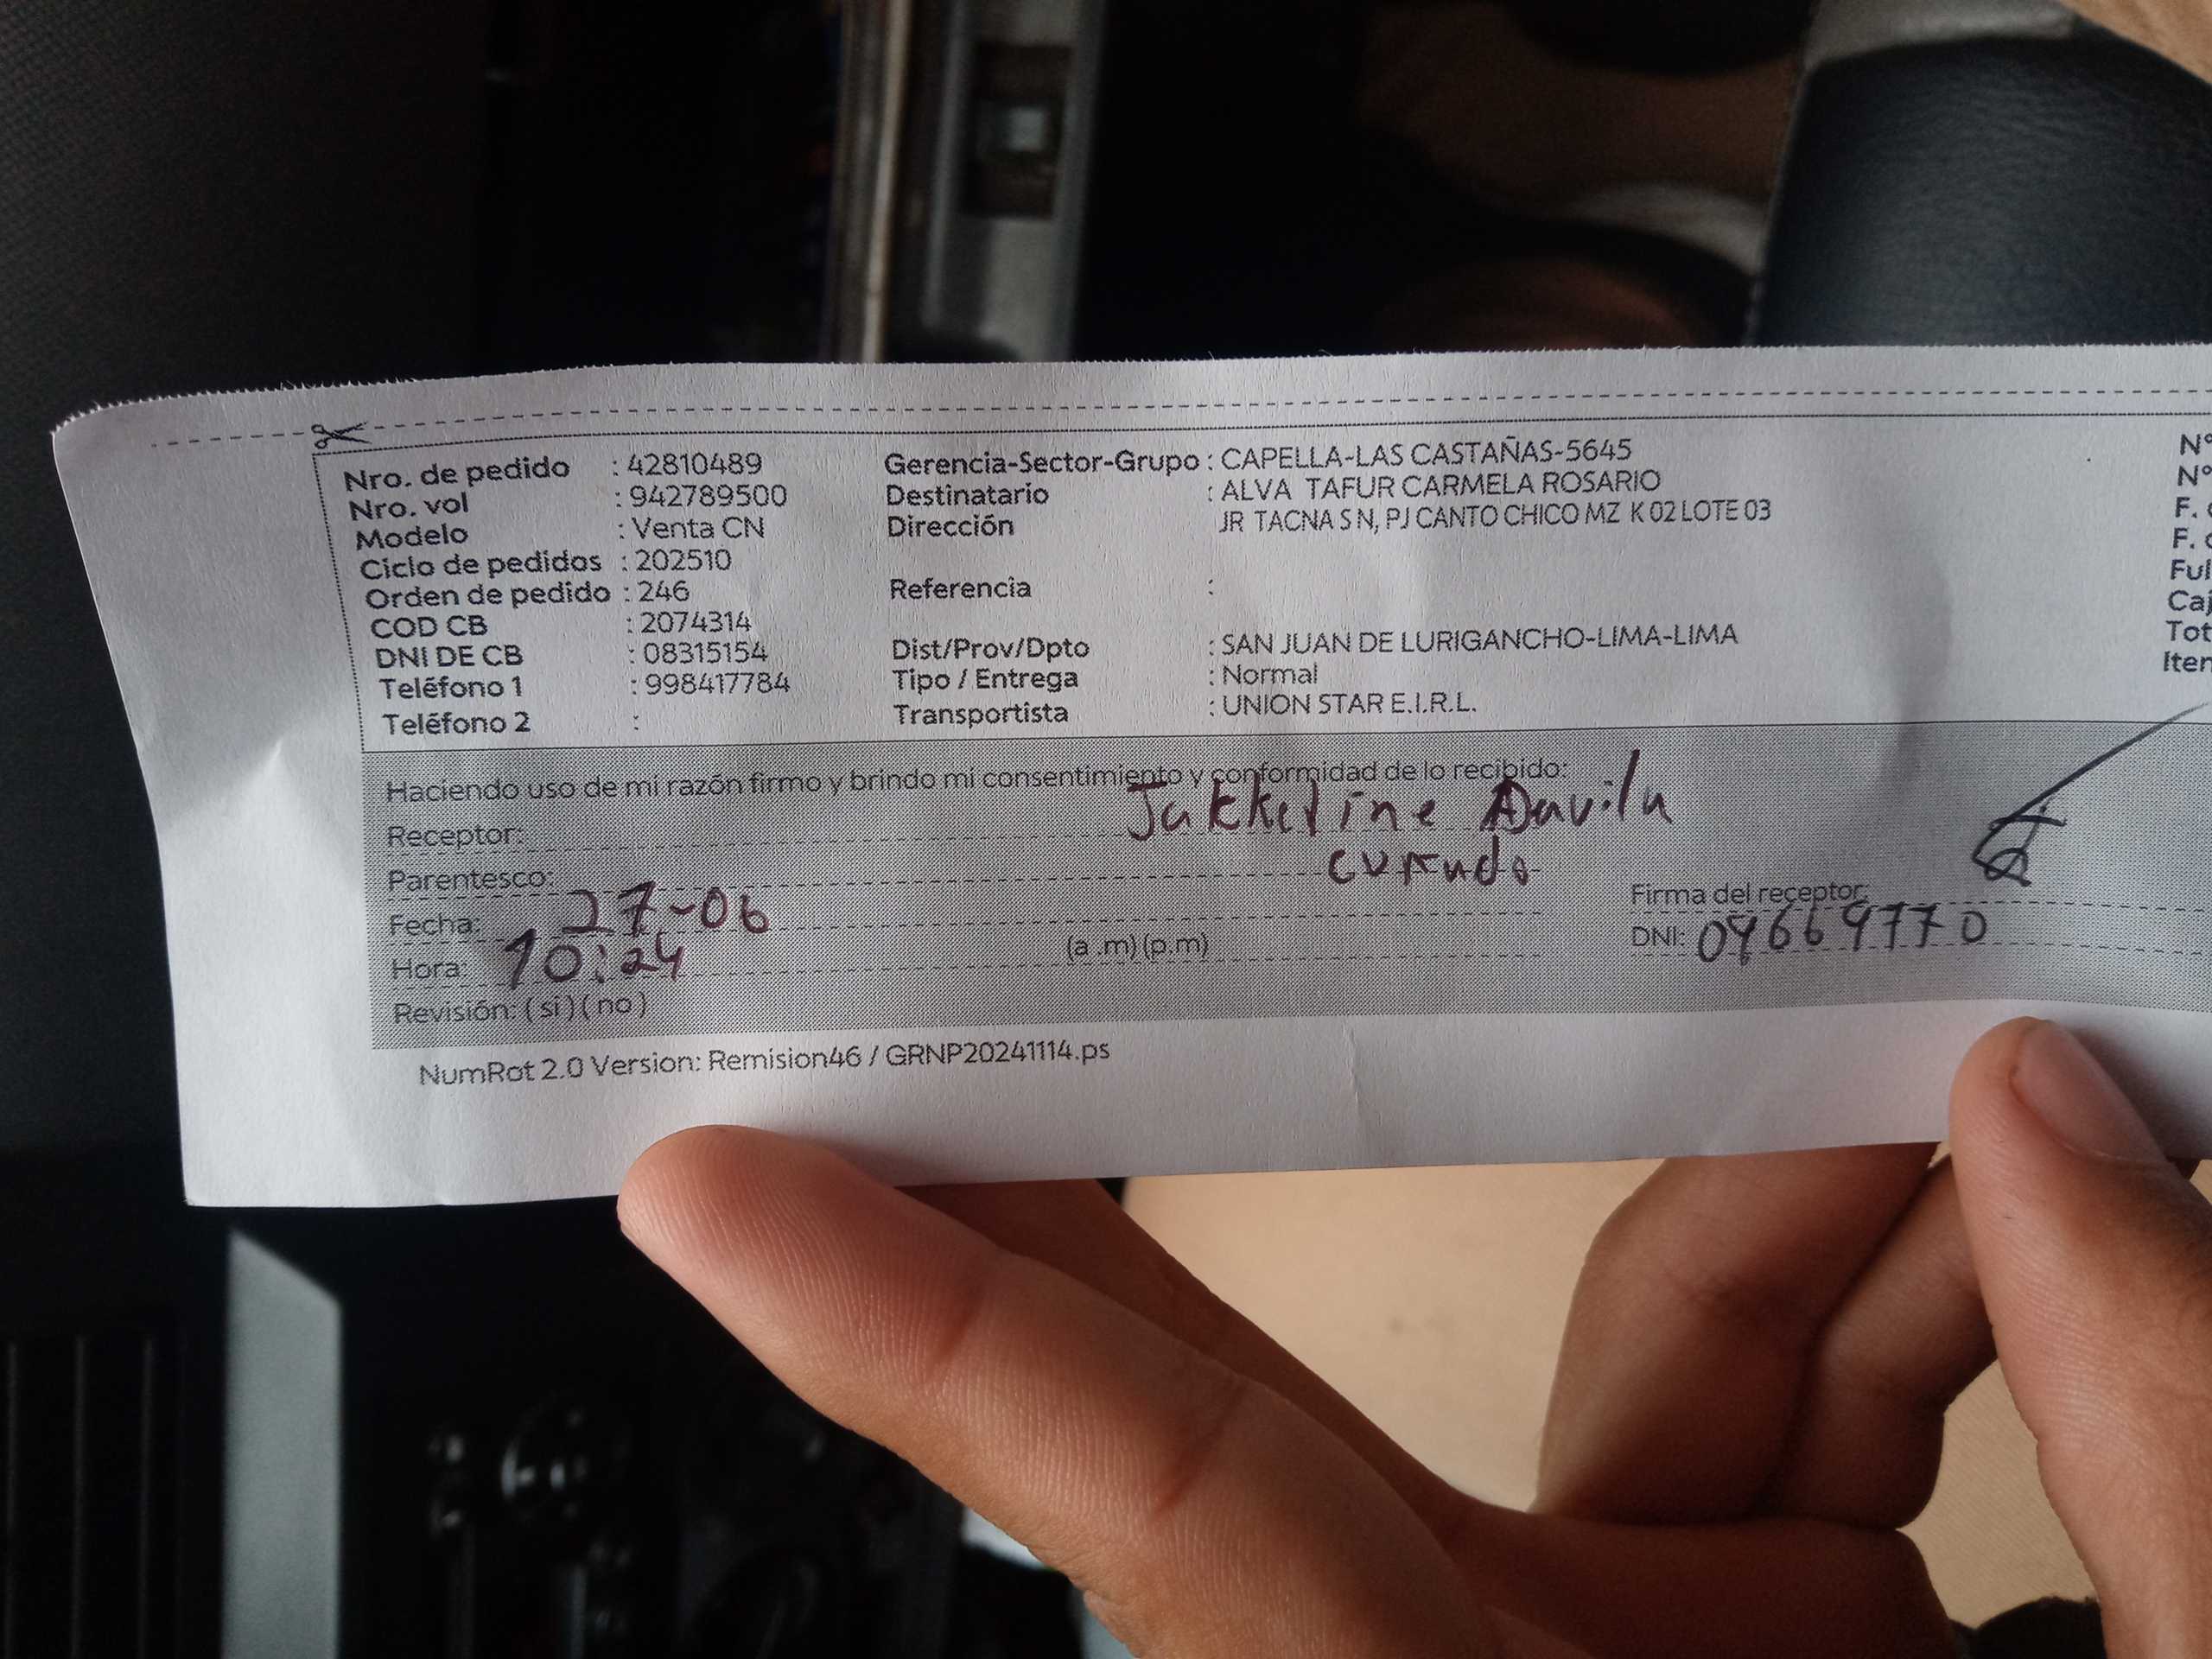 Nro. de pedido : 42810489
Nro. vol : 942789500
Modelo : Venta CN
Ciclo de pedidos : 202510
Orden de pedido : 246
COD CB : 2074314
DNI DE CB : 08315154
Teléfono 1 : 998417784
Teléfono 2 :
Gerencia-Sector-Grupo : CAPELLA-LAS CASTAÑAS-5645
Destinatario : ALVA TAFUR CARMELA ROSARIO
Dirección JR TACNA S N, PJ CANTO CHICO MZ K 02 LOTE 03
Referencia :
Dist/Prov/Dpto : SAN JUAN DE LURIGANCHO-LIMA-LIMA
Tipo / Entrega : Normal
Transportista : UNION STAR E.I.R.L.
N°
N°
F.
F.
Haciendo uso de mi razón firmo y brindo mi consentimiento y conformidad de lo recibido:
Receptor: Jakkeline Davila
Parentesco: cuñada
Fecha: 27-06
Hora: 10:24 (a.m) (p.m)
Revisión: ( si ) ( no )
Firma del receptor:
DNI:
NumRot 2.0 Version: Remision46 / GRNP20241114.ps